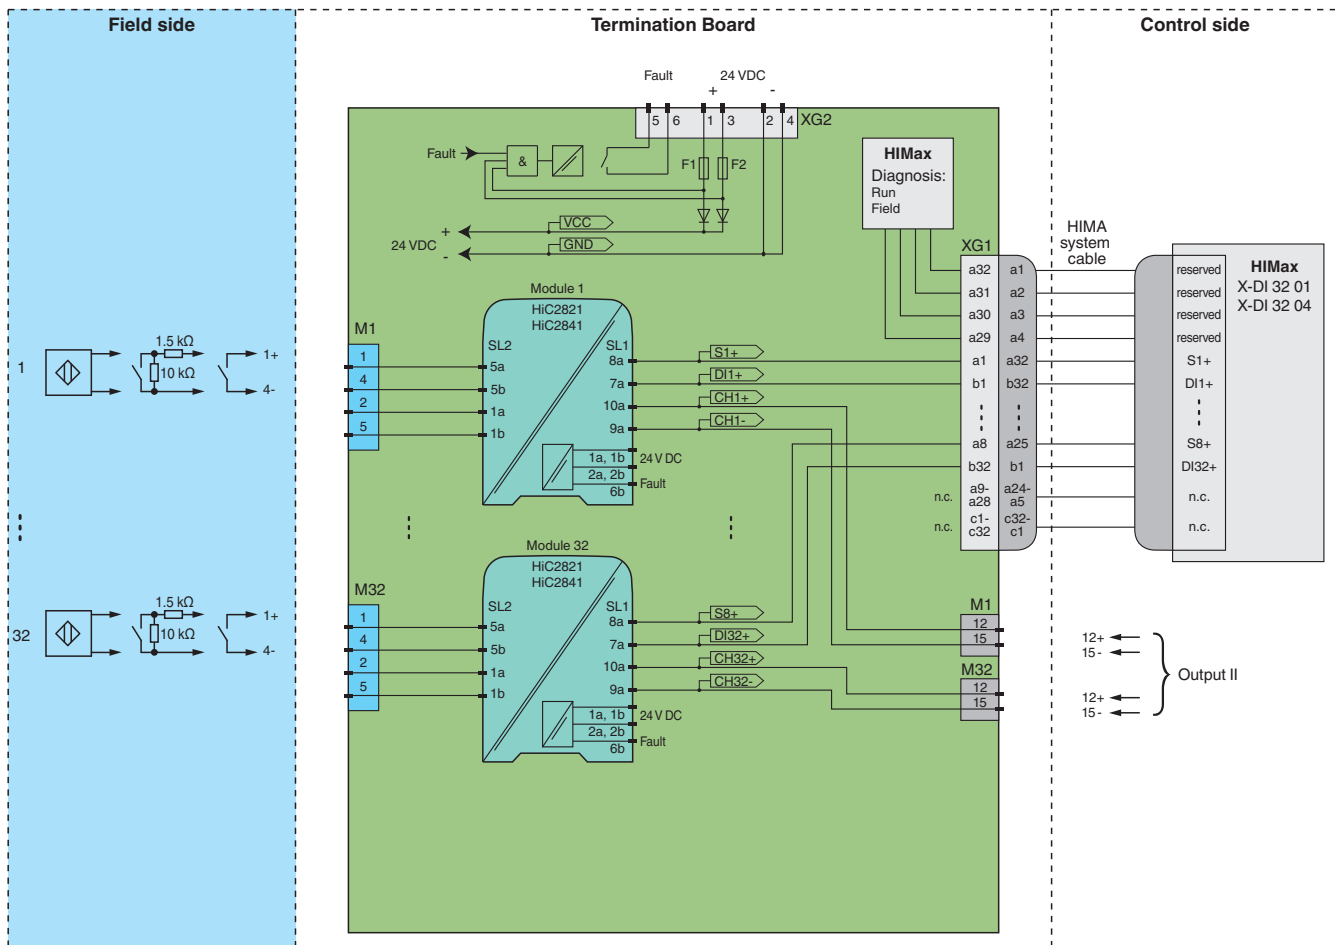 Field side
Termination Board
Control side
Fault
24 VDC
+
-
5 6 1 3 2 4
XG2
Fault
&
F1
F2
HIMax
Diagnosis:
Run
Field
VCC
+
24 VDC
GND
-
HIMA
system
cable
XG1
HIMax
X-DI 32 01
X-DI 32 04
a32 a1 reserved
a31 a2 reserved
a30 a3 reserved
a29 a4 reserved
a1 a32 S1+
b1 b32 DI1+
a8 a25 S8+
b32 b1 DI32+
n.c. a9-a28 a24-a5 n.c.
n.c. c1-c32 c32-c1 n.c.
Module 1
HiC2821
HiC2841
M1
1
4
2
5
SL2
5a
5b
1a
1b
SL1
8a
7a
10a
9a
1a, 1b
2a, 2b
6b
24 V DC
Fault
S1+
DI1+
CH1+
CH1-
1
1.5 kΩ
10 kΩ
1+
4-
Module 32
HiC2821
HiC2841
M32
1
4
2
5
SL2
5a
5b
1a
1b
SL1
8a
7a
10a
9a
1a, 1b
2a, 2b
6b
24 V DC
Fault
S8+
DI32+
CH32+
CH32-
32
1.5 kΩ
10 kΩ
1+
4-
M1
12
15
M32
12
15
12+
15-
12+
15-
Output II